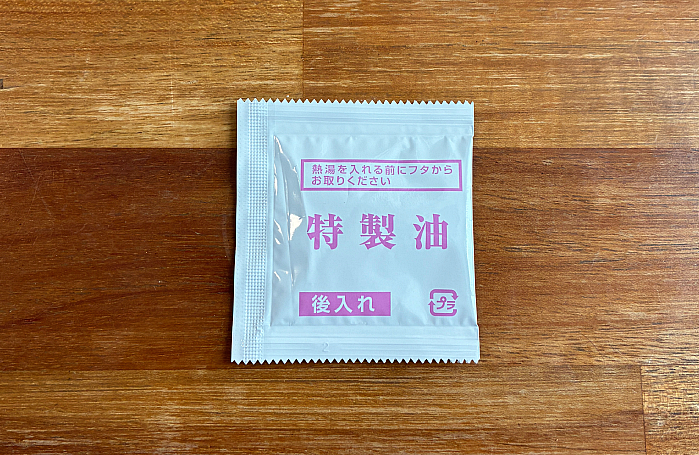 熱湯を入れる前にフタから
お取りください
特製油
後入れ
プラ